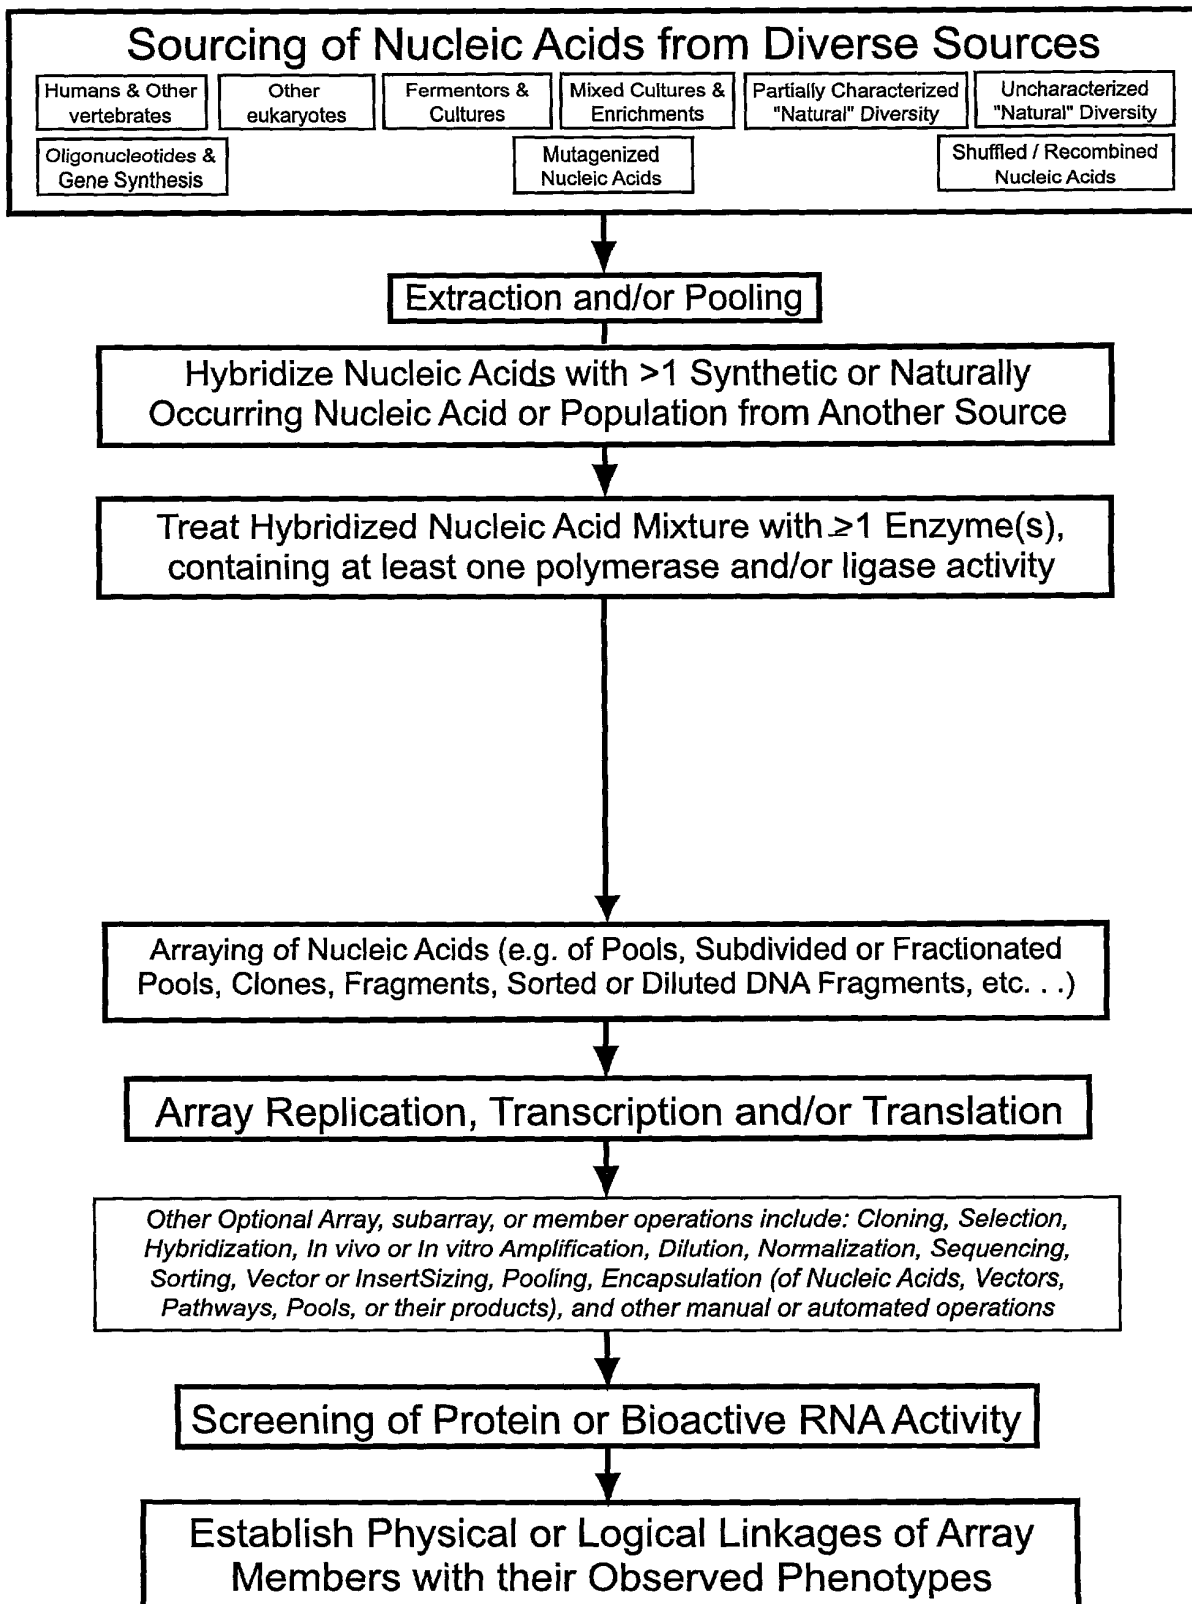 Sourcing of Nucleic Acids from Diverse Sources
Humans & Other
vertebrates
Other
eukaryotes
Fermentors &
Cultures
Mixed Cultures &
Enrichments
Partially Characterized
"Natural" Diversity
Uncharacterized
"Natural" Diversity
Oligonucleotides &
Gene Synthesis
Mutagenized
Nucleic Acids
Shuffled / Recombined
Nucleic Acids
Extraction and/or Pooling
Hybridize Nucleic Acids with >1 Synthetic or Naturally
Occurring Nucleic Acid or Population from Another Source
Treat Hybridized Nucleic Acid Mixture with ≥1 Enzyme(s),
containing at least one polymerase and/or ligase activity
Arraying of Nucleic Acids (e.g. of Pools, Subdivided or Fractionated
Pools, Clones, Fragments, Sorted or Diluted DNA Fragments, etc. . .)
Array Replication, Transcription and/or Translation
Other Optional Array, subarray, or member operations include: Cloning, Selection,
Hybridization, In vivo or In vitro Amplification, Dilution, Normalization, Sequencing,
Sorting, Vector or InsertSizing, Pooling, Encapsulation (of Nucleic Acids, Vectors,
Pathways, Pools, or their products), and other manual or automated operations
Screening of Protein or Bioactive RNA Activity
Establish Physical or Logical Linkages of Array
Members with their Observed Phenotypes